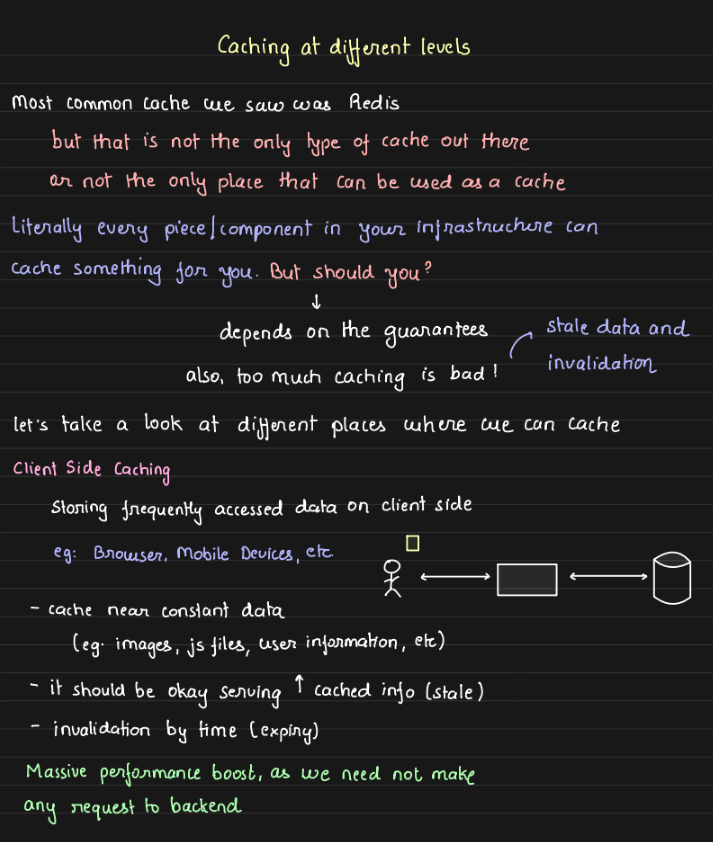 Caching at different levels
Most common cache we saw was Redis
but that is not the only type of cache out there
or not the only place that can be used as a cache
Literally every piece/component in your infrastructure can
cache something for you. But should you?
↓
depends on the guarantees
also, too much caching is bad!
stale data and
invalidation
let's take a look at different places where we can cache
Client Side Caching
Storing frequently accessed data on client side
eg: Browser, Mobile Devices, etc
- cache near constant data
(eg. images, js files, user information, etc)
- it should be okay serving ↑ cached info (stale)
- invalidation by time (expiry)
Massive performance boost, as we need not make
any request to backend